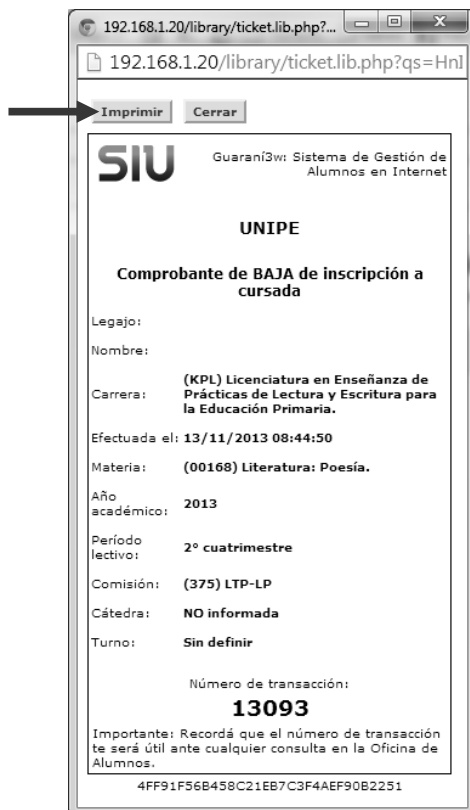 192.168.1.20/library/ticket.lib.php?...
192.168.1.20/library/ticket.lib.php?qs=HnI
Imprimir Cerrar
SIU Guaraní3w: Sistema de Gestión de
Alumnos en Internet
UNIPE
Comprobante de BAJA de inscripción a
cursada
Legajo:
Nombre:
Carrera: (KPL) Licenciatura en Enseñanza de
Prácticas de Lectura y Escritura para
la Educación Primaria.
Efectuada el: 13/11/2013 08:44:50
Materia: (00168) Literatura: Poesía.
Año
académico: 2013
Período
lectivo: 2° cuatrimestre
Comisión: (375) LTP-LP
Cátedra: NO informada
Turno: Sin definir
Número de transacción:
13093
Importante: Recordá que el número de transacción
te será útil ante cualquier consulta en la Oficina de
Alumnos.
4FF91F56B458C21EB7C3F4AEF90B2251